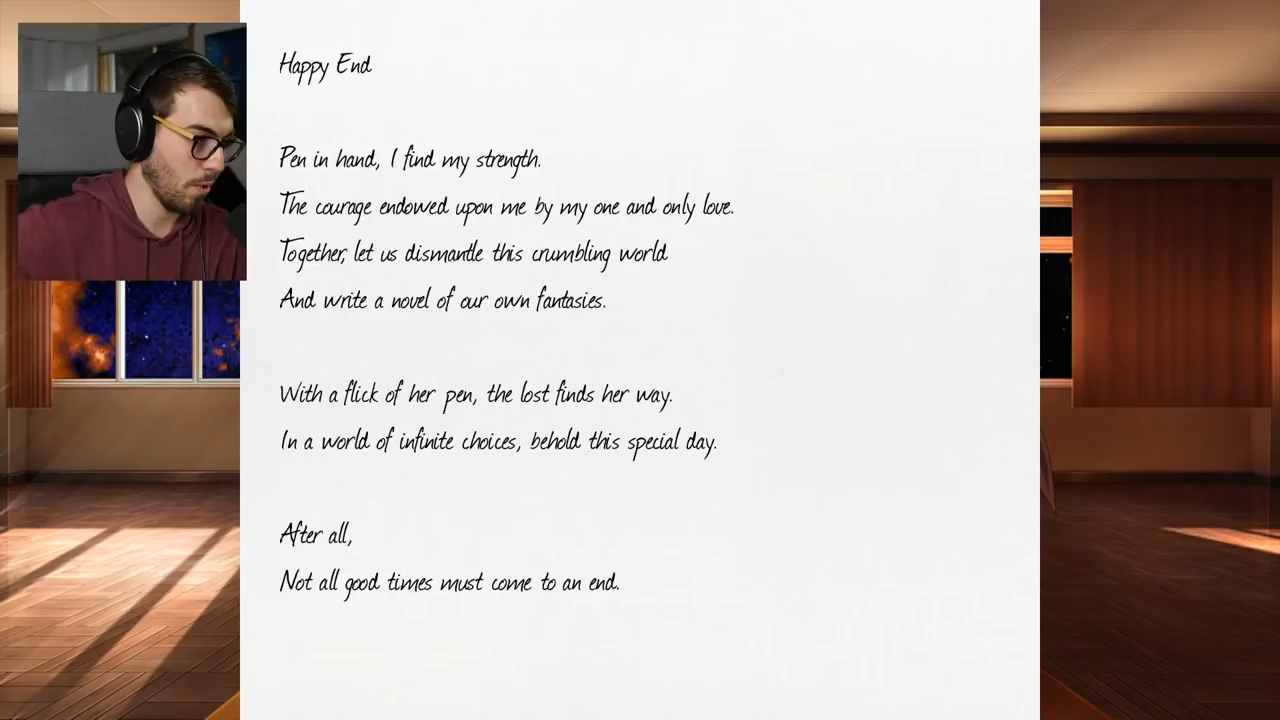 Happy End
Pen in hand, I find my strength.
The courage endowed upon me by my one and only love.
Together, let us dismantle this crumbling world
And write a novel of our own fantasies.
With a flick of her pen, the lost finds her way.
In a world of infinite choices, behold this special day.
After all,
Not all good times must come to an end.